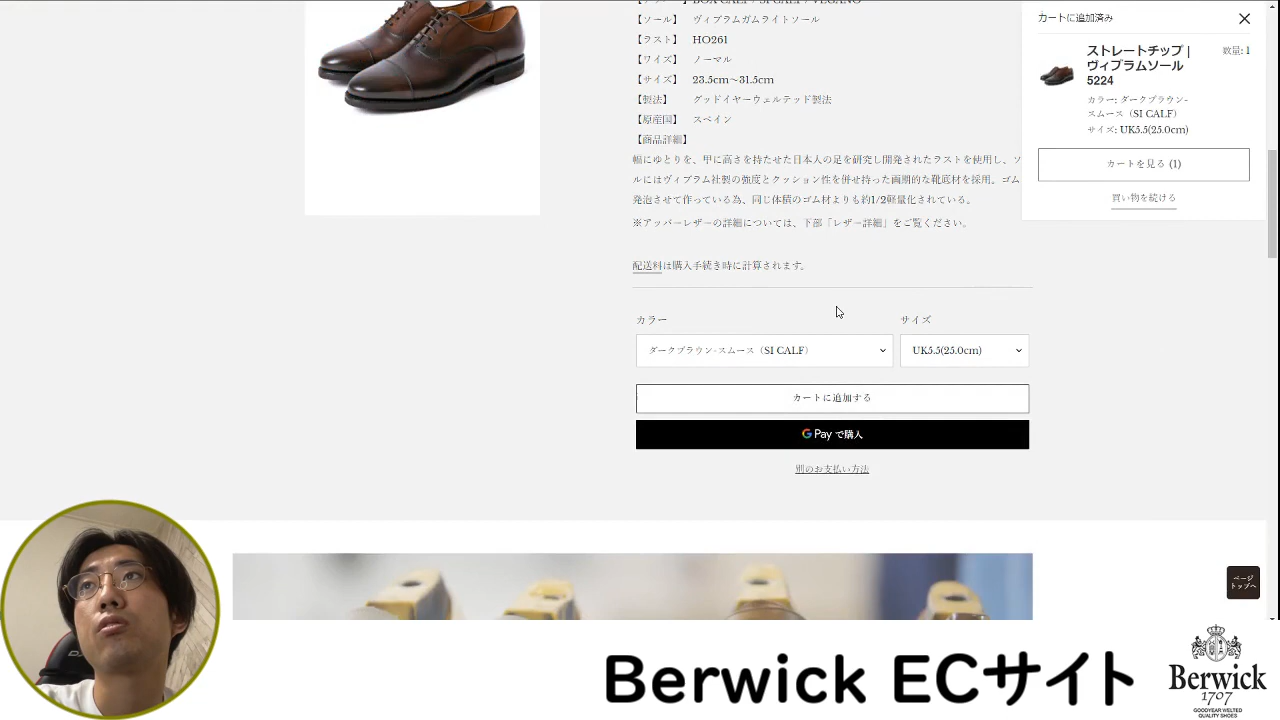 BOX CALF / SI CALF / VEGANO
【ソール】 ヴィブラムガムライトソール
【ラスト】 HO261
【ワイズ】 ノーマル
【サイズ】 23.5cm～31.5cm
【製法】 グッドイヤーウェルテッド製法
【原産国】 スペイン
【商品詳細】
幅にゆとりを、甲に高さを持たせた日本人の足を研究し開発されたラストを使用し、ソ
ルにはヴィブラム社製の強度とクッション性を併せ持った画期的な靴底材を採用。ゴム
発泡させて作っている為、同じ体積のゴム材よりも約1/2軽量化されている。
※アッパーレザーの詳細については、下部「レザー詳細」をご覧ください。
配送料は購入手続き時に計算されます。
カラー サイズ
ダークブラウン-スムース（SI CALF） UK5.5(25.0cm)
カートに追加する
G Pay で購入
別のお支払い方法
カートに追加済み
ストレートチップ | 数量: 1
ヴィブラムソール
5224
カラー: ダークブラウン-
スムース（SI CALF）
サイズ: UK5.5(25.0cm)
カートを見る (1)
買い物を続ける
ページ
トップへ
Berwick ECサイト
Berwick
1707
GOODYEAR WELTED
QUALITY SHOES